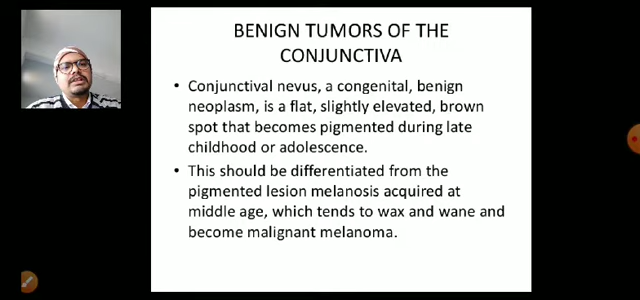 BENIGN TUMORS OF THE
CONJUNCTIVA
• Conjunctival nevus, a congenital, benign
neoplasm, is a flat, slightly elevated, brown
spot that becomes pigmented during late
childhood or adolescence.
• This should be differentiated from the
pigmented lesion melanosis acquired at
middle age, which tends to wax and wane and
become malignant melanoma.